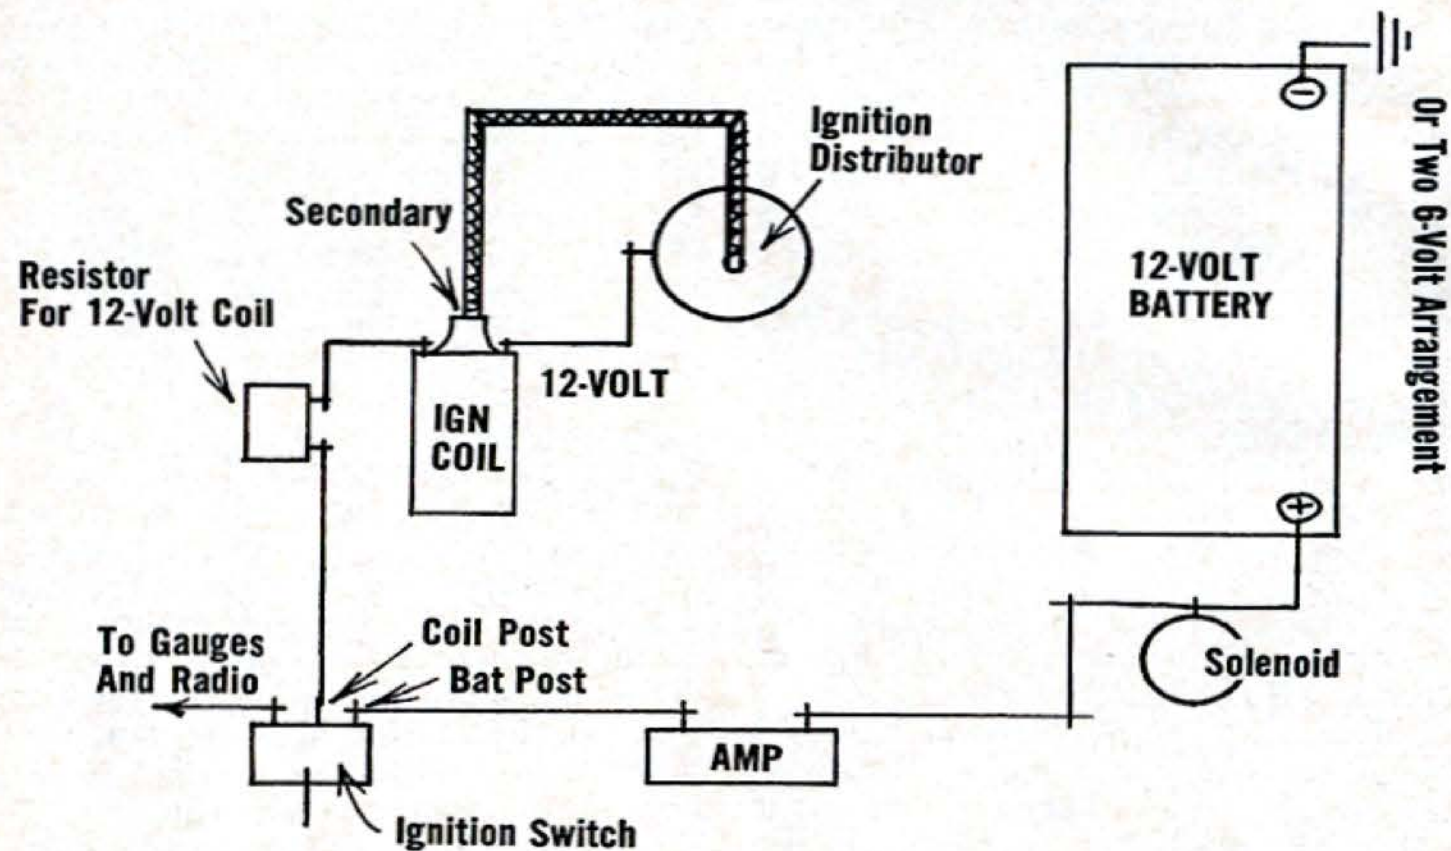 Ignition
Distributor
Secondary
Resistor
For 12-Volt Coil
12-VOLT
IGN
COIL
12-VOLT
BATTERY
Or Two 6-Volt Arrangement
To Gauges
And Radio
Coil Post
Bat Post
AMP
Solenoid
Ignition Switch